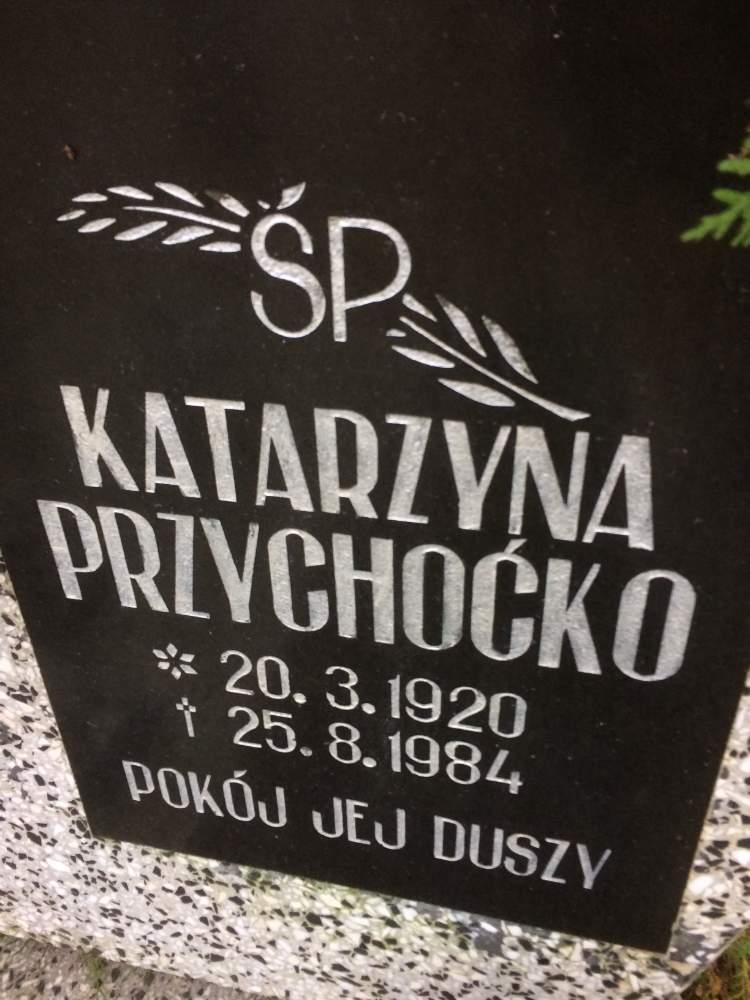 ŚP
KATARZYNA
PRZYCHOĆKO
* 20. 3. 1920
† 25. 8. 1984
POKÓJ JEJ DUSZY